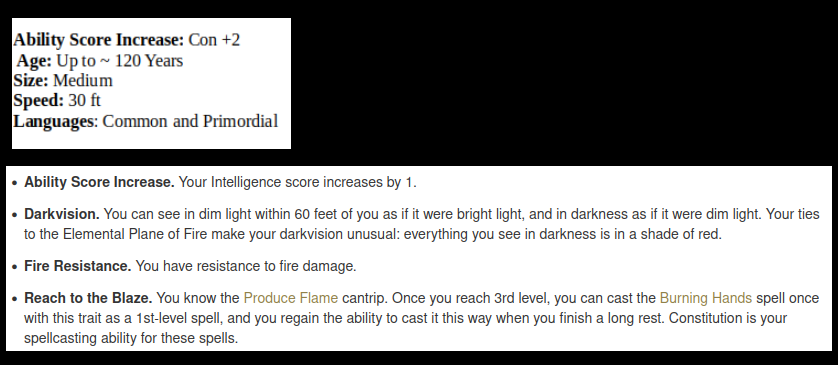 Ability Score Increase: Con +2
Age: Up to ~ 120 Years
Size: Medium
Speed: 30 ft
Languages: Common and Primordial
• Ability Score Increase. Your Intelligence score increases by 1.
• Darkvision. You can see in dim light within 60 feet of you as if it were bright light, and in darkness as if it were dim light. Your ties
to the Elemental Plane of Fire make your darkvision unusual: everything you see in darkness is in a shade of red.
• Fire Resistance. You have resistance to fire damage.
• Reach to the Blaze. You know the Produce Flame cantrip. Once you reach 3rd level, you can cast the Burning Hands spell once
with this trait as a 1st-level spell, and you regain the ability to cast it this way when you finish a long rest. Constitution is your
spellcasting ability for these spells.